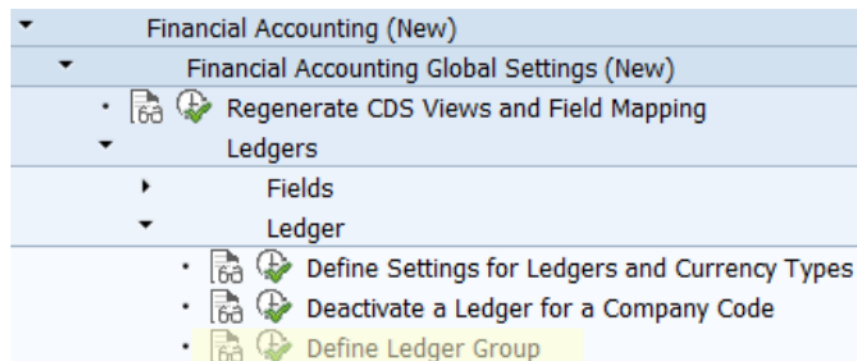 Financial Accounting (New)
Financial Accounting Global Settings (New)
Regenerate CDS Views and Field Mapping
Ledgers
Fields
Ledger
Define Settings for Ledgers and Currency Types
Deactivate a Ledger for a Company Code
Define Ledger Group